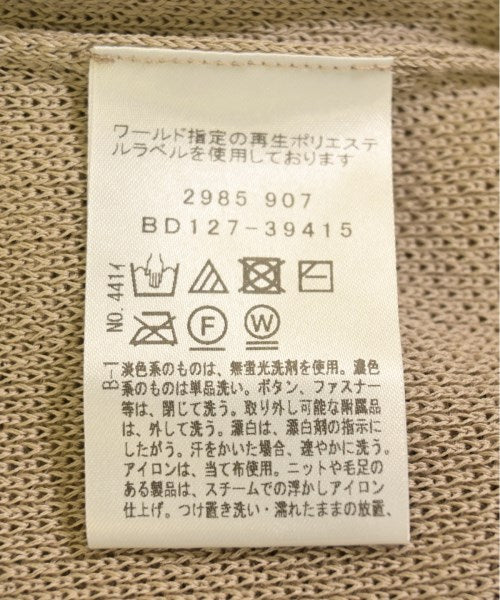 ワールド指定の再生ポリエステ
ルラベルを使用しております
2985 907
BD127-39415
F
W
B-1 NO.441イ
淡色系のものは、無蛍光洗剤を使用。濃色
系のものは単品洗い。ボタン、ファスナー
等は、閉じて洗う。取り外し可能な附属品
は、外して洗う。漂白は、漂白剤の指示に
したがう。汗をかいた場合、速やかに洗う。
アイロンは、当て布使用。ニットや毛足の
ある製品は、スチームでの浮かしアイロン
仕上げ。つけ置き洗い・濡れたままの放置、